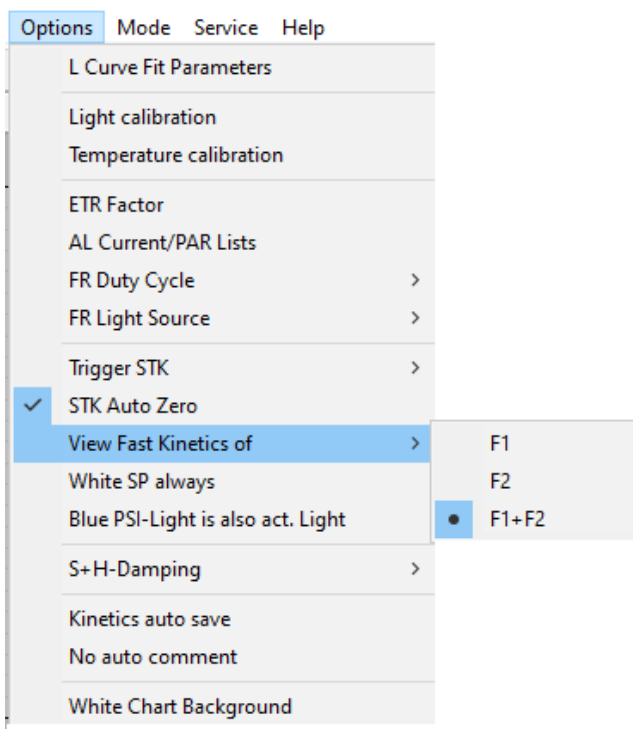 Options Mode Service Help
L Curve Fit Parameters
Light calibration
Temperature calibration
ETR Factor
AL Current/PAR Lists
FR Duty Cycle
FR Light Source
Trigger STK
STK Auto Zero
View Fast Kinetics of
F1
White SP always
F2
Blue PSI-Light is also act. Light
F1+F2
S+H-Damping
Kinetics auto save
No auto comment
White Chart Background